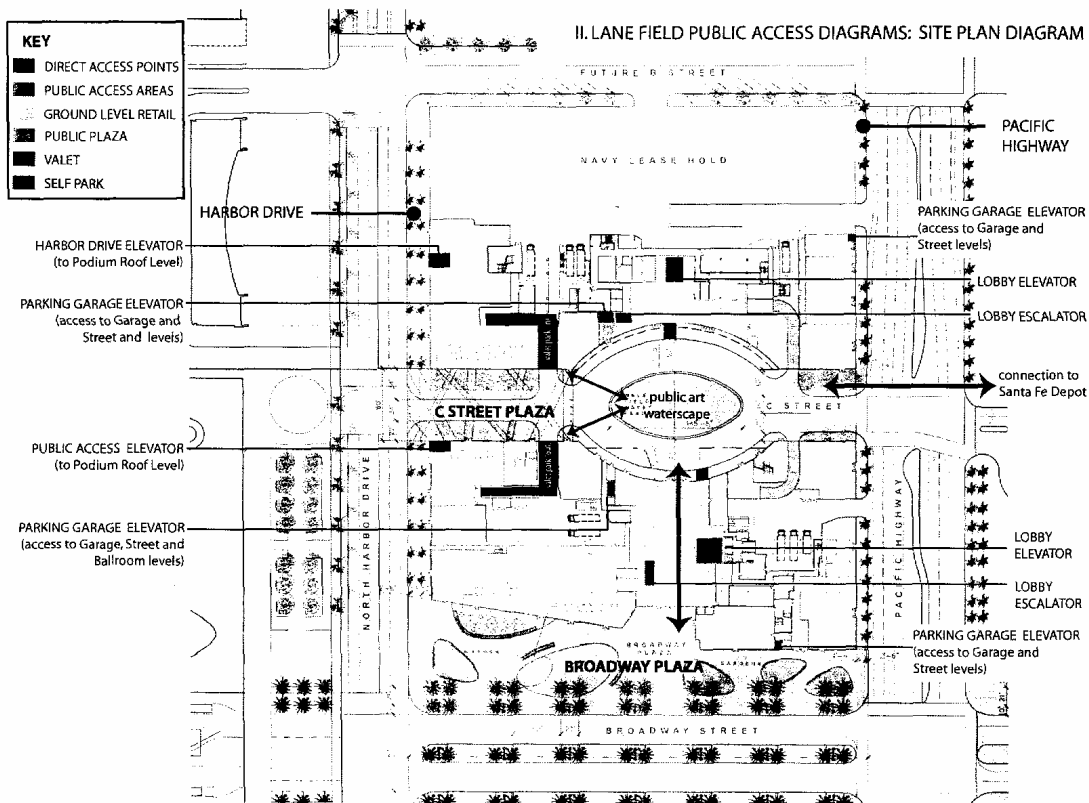 II. LANE FIELD PUBLIC ACCESS DIAGRAMS: SITE PLAN DIAGRAM
KEY
DIRECT ACCESS POINTS
PUBLIC ACCESS AREAS
GROUND LEVEL RETAIL
PUBLIC PLAZA
VALET
SELF PARK
FUTURE B STREET
PACIFIC
HIGHWAY
NAVY LEASE HOLD
HARBOR DRIVE
PARKING GARAGE ELEVATOR
(access to Garage and
Street levels)
HARBOR DRIVE ELEVATOR
(to Podium Roof Level)
LOBBY ELEVATOR
PARKING GARAGE ELEVATOR
(access to Garage and
Street and levels)
LOBBY ESCALATOR
connection to
Santa Fe Depot
public art
waterscape
C STREET PLAZA
C STREET
PUBLIC ACCESS ELEVATOR
(to Podium Roof Level)
PARKING GARAGE ELEVATOR
(access to Garage, Street and
Ballroom levels)
NORTH HARBOR DRIVE
PACIFIC HIGHWAY
LOBBY
ELEVATOR
LOBBY
ESCALATOR
PARKING GARAGE ELEVATOR
(access to Garage and
Street levels)
BROADWAY
PLAZA
BROADWAY PLAZA
GARDENS
BROADWAY STREET